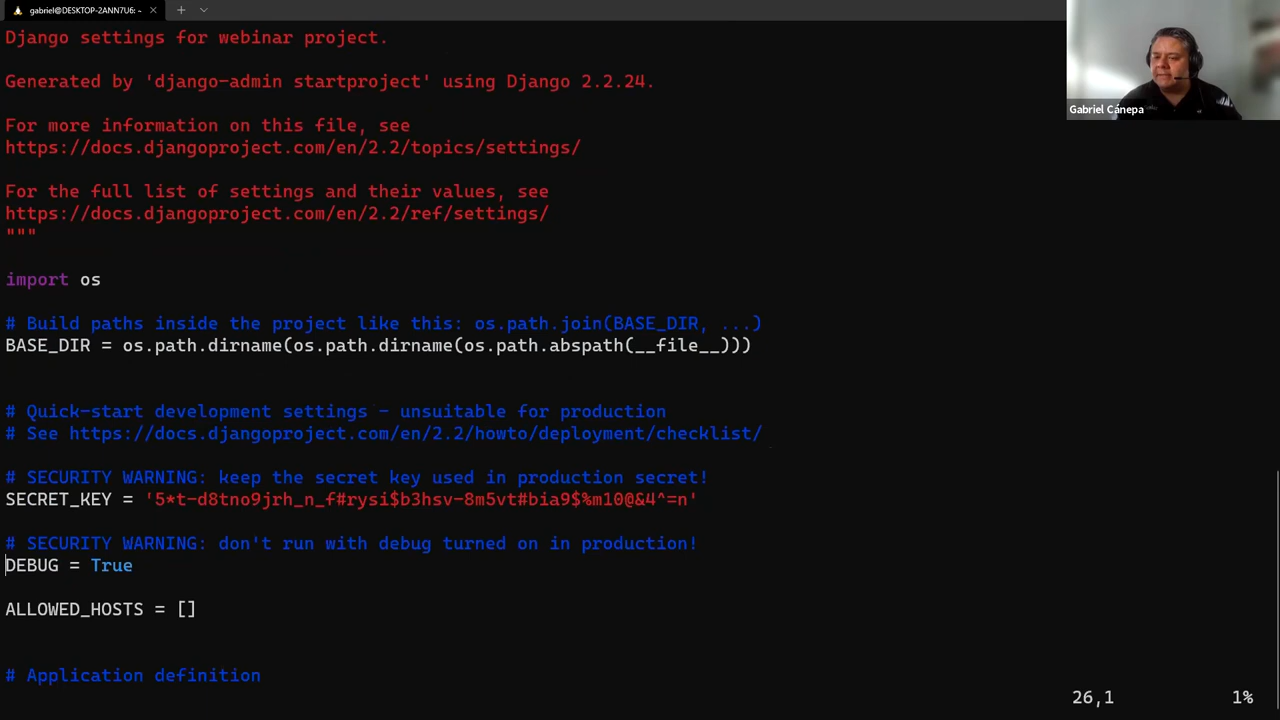 gabriel@DESKTOP-2ANN7U6: ~
Django settings for webinar project.
Generated by 'django-admin startproject' using Django 2.2.24.
For more information on this file, see
https://docs.djangoproject.com/en/2.2/topics/settings/
For the full list of settings and their values, see
https://docs.djangoproject.com/en/2.2/ref/settings/
"""
import os
# Build paths inside the project like this: os.path.join(BASE_DIR, ...)
BASE_DIR = os.path.dirname(os.path.dirname(os.path.abspath(__file__)))
# Quick-start development settings - unsuitable for production
# See https://docs.djangoproject.com/en/2.2/howto/deployment/checklist/
# SECURITY WARNING: keep the secret key used in production secret!
SECRET_KEY = '5*t-d8tno9jrh_n_f#rysi$b3hsv-8m5vt#bia9$%m10@&4^=n'
# SECURITY WARNING: don't run with debug turned on in production!
DEBUG = True
ALLOWED_HOSTS = []
# Application definition
26,1 1%
Gabriel Cánepa